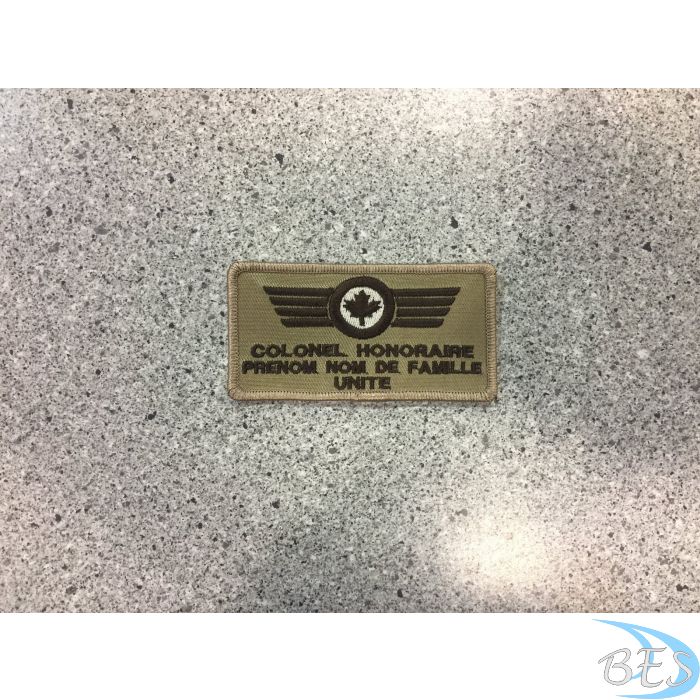 COLONEL HONORAIRE
PRENOM NOM DE FAMILLE
UNITE
BES